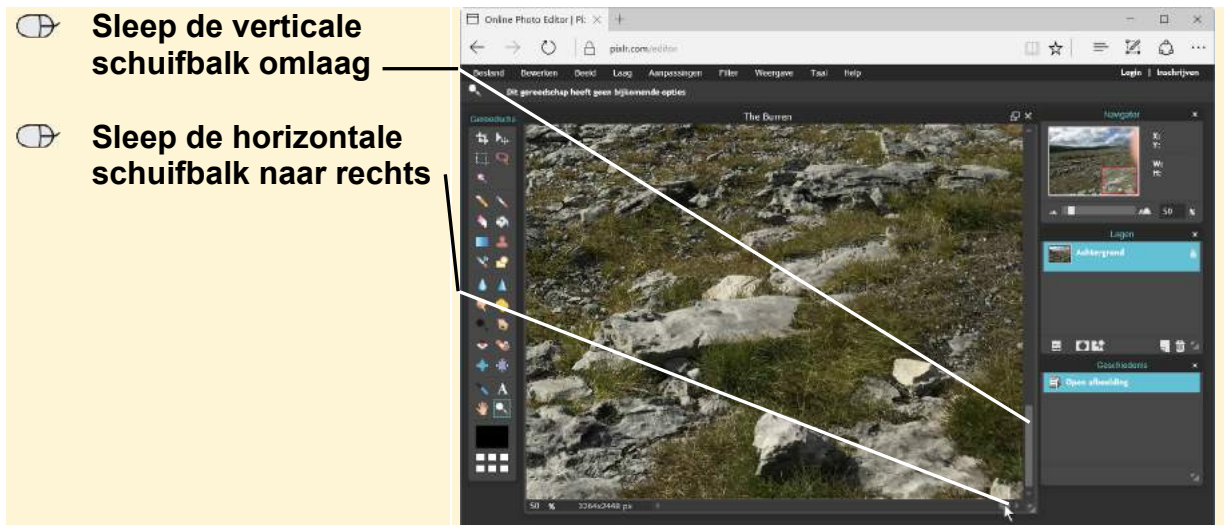 Sleep de verticale
schuifbalk omlaag
Sleep de horizontale
schuifbalk naar rechts
Online Photo Editor | Pi:
pixlr.com/editor
Bestand Bewerken Beeld Laag Aanpassingen Filter Weergave Taal Help Login | Inschrijven
Dit gereedschap heeft geen bijkomende opties
Gereedscha
The Burren
Navigator
X:
Y:
W:
H:
50 %
Lagen
Achtergrond
Geschiedenis
Open afbeelding
A
50 % 3264x2448 px